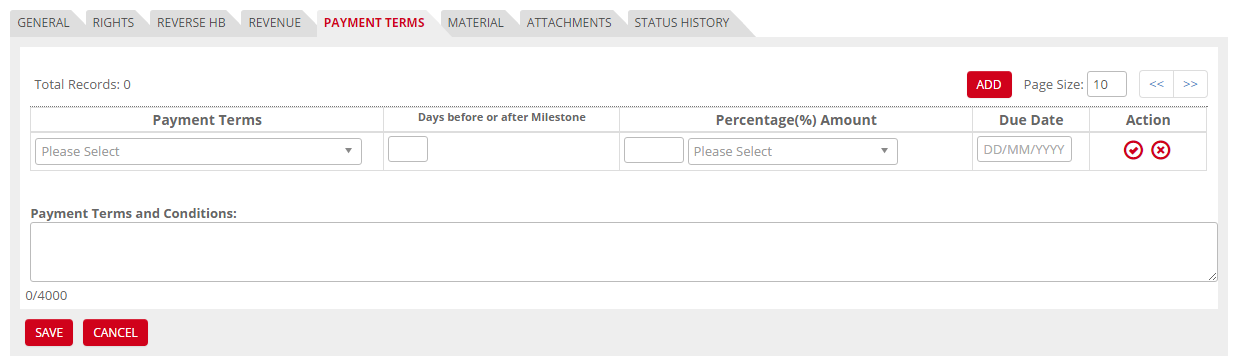 GENERAL RIGHTS REVERSE HB REVENUE PAYMENT TERMS MATERIAL ATTACHMENTS STATUS HISTORY
Total Records: 0 ADD Page Size: 10 << >>
Payment Terms Days before or after Milestone Percentage(%) Amount Due Date Action
Please Select Please Select DD/MM/YYYY
Payment Terms and Conditions:
0/4000
SAVE CANCEL